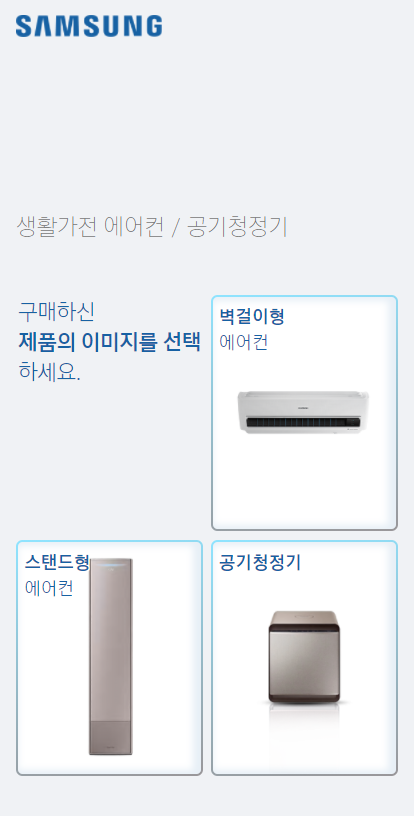 SAMSUNG
생활가전 에어컨 / 공기청정기
구매하신
제품의 이미지를 선택
하세요.
벽걸이형
에어컨
스탠드형
에어컨
공기청정기